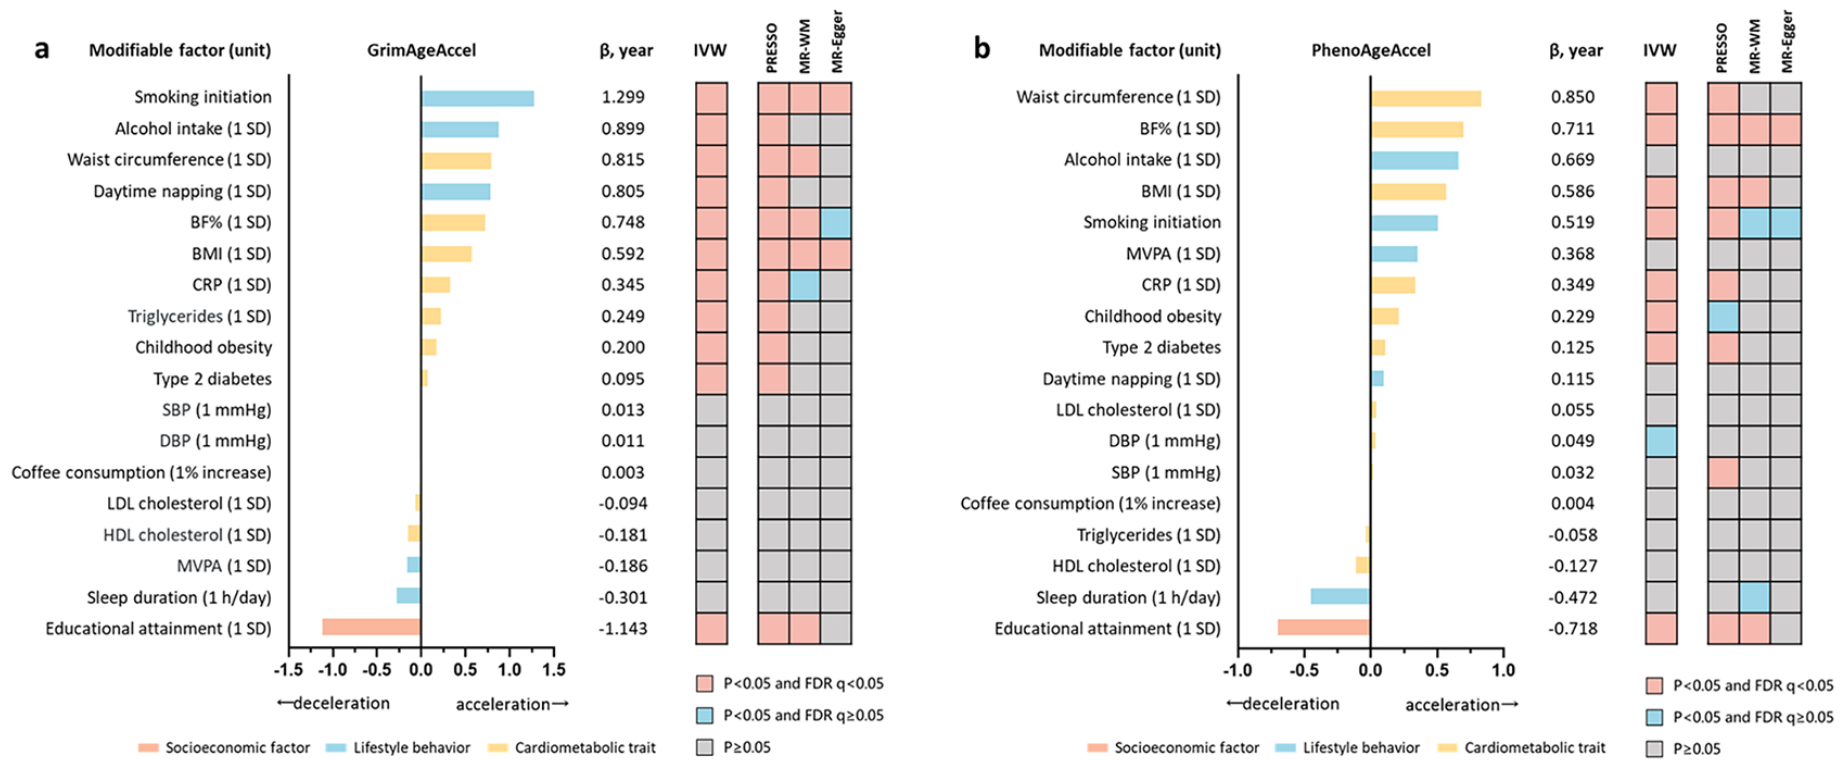 a Modifiable factor (unit) GrimAgeAccel β, year IVW PRESSO MR-WM MR-Egger
Smoking initiation 1.299
Alcohol intake (1 SD) 0.899
Waist circumference (1 SD) 0.815
Daytime napping (1 SD) 0.805
BF% (1 SD) 0.748
BMI (1 SD) 0.592
CRP (1 SD) 0.345
Triglycerides (1 SD) 0.249
Childhood obesity 0.200
Type 2 diabetes 0.095
SBP (1 mmHg) 0.013
DBP (1 mmHg) 0.011
Coffee consumption (1% increase) 0.003
LDL cholesterol (1 SD) -0.094
HDL cholesterol (1 SD) -0.181
MVPA (1 SD) -0.186
Sleep duration (1 h/day) -0.301
Educational attainment (1 SD) -1.143
-1.5 -1.0 -0.5 0.0 0.5 1.0 1.5
←deceleration acceleration→
P<0.05 and FDR q<0.05
P<0.05 and FDR q≥0.05
P≥0.05
Socioeconomic factor Lifestyle behavior Cardiometabolic trait
b Modifiable factor (unit) PhenoAgeAccel β, year IVW PRESSO MR-WM MR-Egger
Waist circumference (1 SD) 0.850
BF% (1 SD) 0.711
Alcohol intake (1 SD) 0.669
BMI (1 SD) 0.586
Smoking initiation 0.519
MVPA (1 SD) 0.368
CRP (1 SD) 0.349
Childhood obesity 0.229
Type 2 diabetes 0.125
Daytime napping (1 SD) 0.115
LDL cholesterol (1 SD) 0.055
DBP (1 mmHg) 0.049
SBP (1 mmHg) 0.032
Coffee consumption (1% increase) 0.004
Triglycerides (1 SD) -0.058
HDL cholesterol (1 SD) -0.127
Sleep duration (1 h/day) -0.472
Educational attainment (1 SD) -0.718
-1.0 -0.5 0.0 0.5 1.0
←deceleration acceleration→
P<0.05 and FDR q<0.05
P<0.05 and FDR q≥0.05
P≥0.05
Socioeconomic factor Lifestyle behavior Cardiometabolic trait